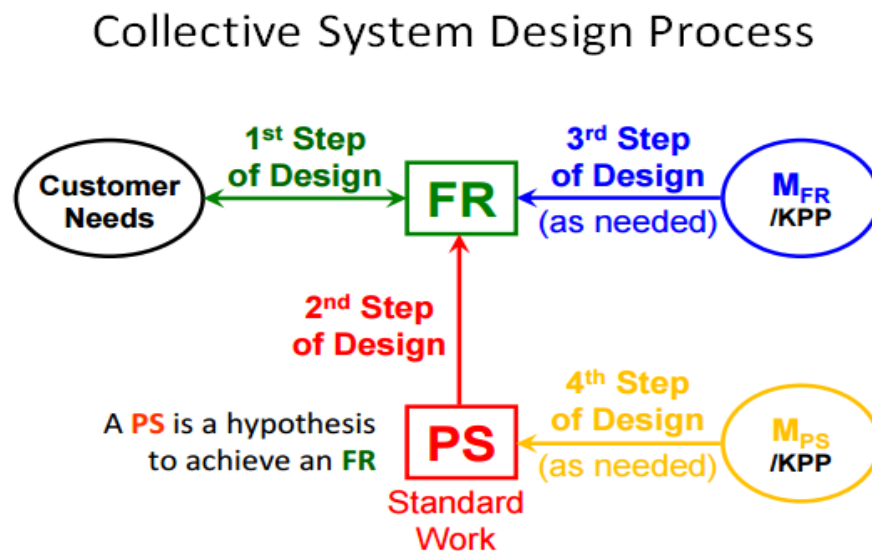 Collective System Design Process
1st Step
of Design
3rd Step
of Design
(as needed)
Customer
Needs
FR
MFR
/KPP
2nd Step
of Design
A PS is a hypothesis
to achieve an FR
PS
Standard
Work
4th Step
of Design
(as needed)
MPS
/KPP